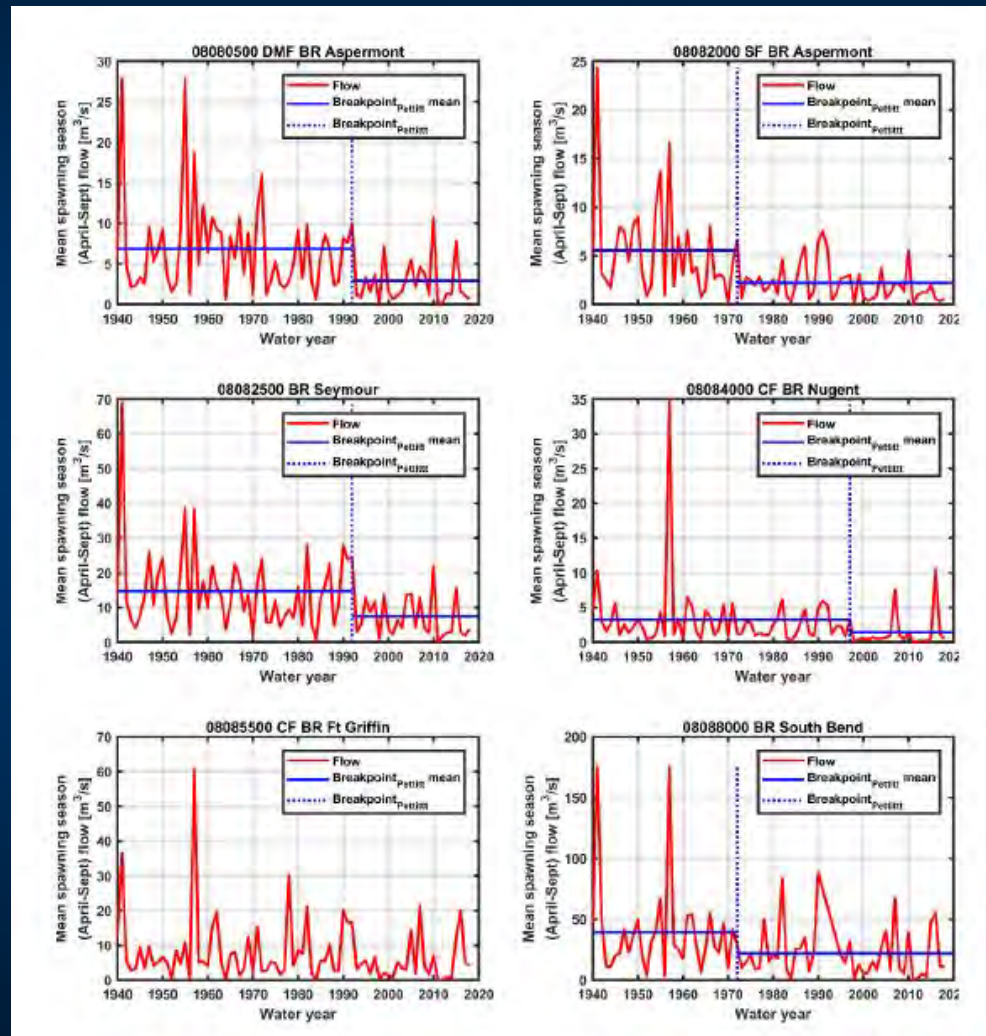 08080500 DMF BR Aspermont
Mean spawning season
(April-Sept) flow [m³/s]
30
25
20
15
10
5
0
Flow
Breakpoint_Pettitt mean
Breakpoint_Pettitt
1940 1950 1960 1970 1980 1990 2000 2010 2020
Water year
08082000 SF BR Aspermont
Mean spawning season
(April-Sept) flow [m³/s]
25
20
15
10
5
0
Flow
Breakpoint_Pettitt mean
Breakpoint_Pettitt
1940 1950 1960 1970 1980 1990 2000 2010 202
Water year
08082500 BR Seymour
Mean spawning season
(April-Sept) flow [m³/s]
70
60
50
40
30
20
10
0
Flow
Breakpoint_Pettitt mean
Breakpoint_Pettitt
1940 1950 1960 1970 1980 1990 2000 2010 2020
Water year
08084000 CF BR Nugent
Mean spawning season
(April-Sept) flow [m³/s]
35
30
25
20
15
10
5
0
Flow
Breakpoint_Pettitt mean
Breakpoint_Pettitt
1940 1950 1960 1970 1980 1990 2000 2010 202
Water year
08085500 CF BR Ft Griffin
Mean spawning season
(April-Sept) flow [m³/s]
70
60
50
40
30
20
10
0
Flow
Breakpoint_Pettitt mean
Breakpoint_Pettitt
1940 1950 1960 1970 1980 1990 2000 2010 2020
Water year
08088000 BR South Bend
Mean spawning season
(April-Sept) flow [m³/s]
200
150
100
50
0
Flow
Breakpoint_Pettitt mean
Breakpoint_Pettitt
1940 1950 1960 1970 1980 1990 2000 2010 2020
Water year